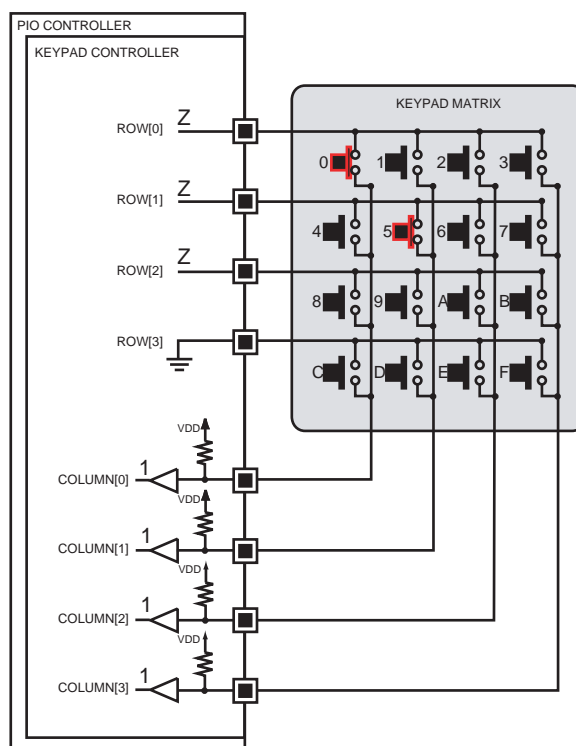 PIO CONTROLLER
KEYPAD CONTROLLER
KEYPAD MATRIX
ROW[0] Z
0 1 2 3
ROW[1] Z
4 5 6 7
ROW[2] Z
8 9 A B
ROW[3]
C D E F
VDD
COLUMN[0] 1
VDD
COLUMN[1] 1
VDD
COLUMN[2] 1
VDD
COLUMN[3] 1